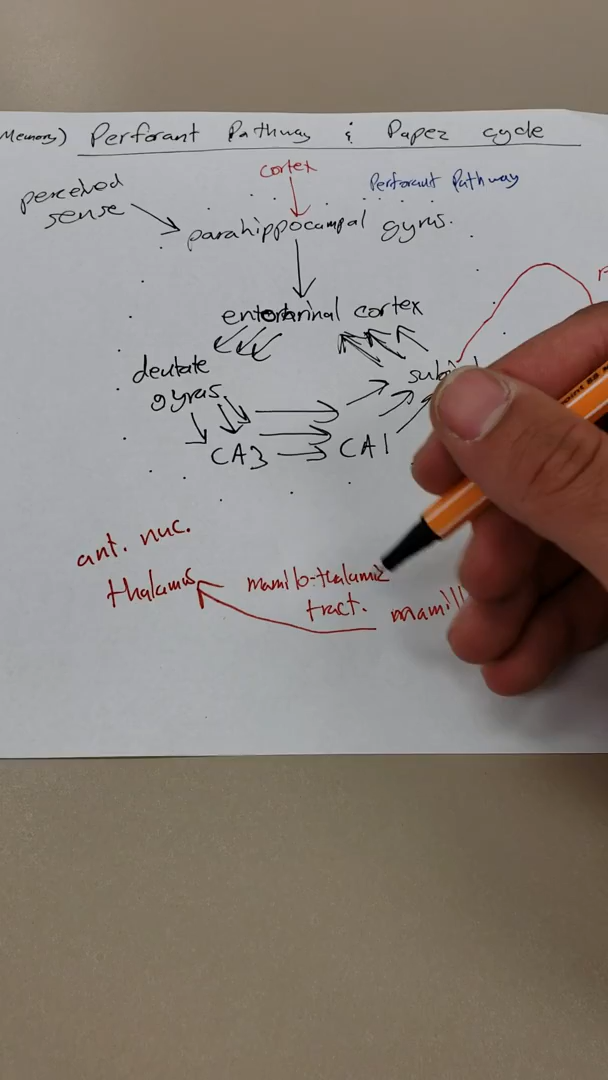 Memory) Perforant Pathway & Papez cycle
cortex
Perforant Pathway
perceived
sense
parahippocampal gyrus.
entorhinal cortex
dentate
gyrus
CA3
CA1
ant. nuc.
thalamus
mamillo-thalamic
tract.